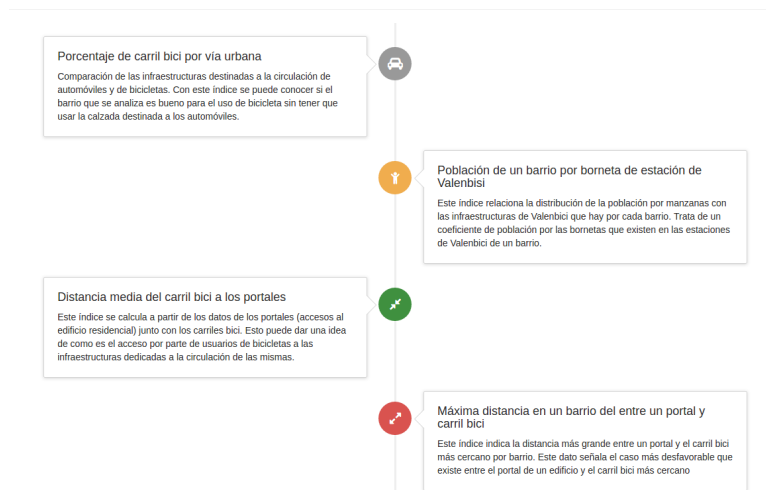 Porcentaje de carril bici por vía urbana
Comparación de las infraestructuras destinadas a la circulación de
automóviles y de bicicletas. Con este índice se puede conocer si el
barrio que se analiza es bueno para el uso de bicicleta sin tener que
usar la calzada destinada a los automóviles.
Población de un barrio por borneta de estación de
Valenbisi
Este índice relaciona la distribución de la población por manzanas con
las infraestructuras de Valenbici que hay por cada barrio. Trata de un
coeficiente de población por las bornetas que existen en las estaciones
de Valenbici de un barrio.
Distancia media del carril bici a los portales
Este índice se calcula a partir de los datos de los portales (accesos al
edificio residencial) junto con los carriles bici. Esto puede dar una idea
de como es el acceso por parte de usuarios de bicicletas a las
infraestructuras dedicadas a la circulación de las mismas.
Máxima distancia en un barrio del entre un portal y
carril bici
Este índice indica la distancia más grande entre un portal y el carril bici
más cercano por barrio. Este dato señala el caso más desfavorable que
existe entre el portal de un edificio y el carril bici más cercano